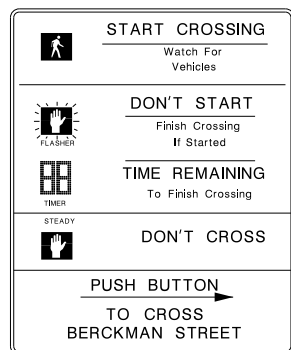 START CROSSING
Watch For
Vehicles
DON'T START
Finish Crossing
If Started
FLASHER
TIME REMAINING
To Finish Crossing
TIMER
STEADY
DON'T CROSS
PUSH BUTTON
TO CROSS
BERCKMAN STREET